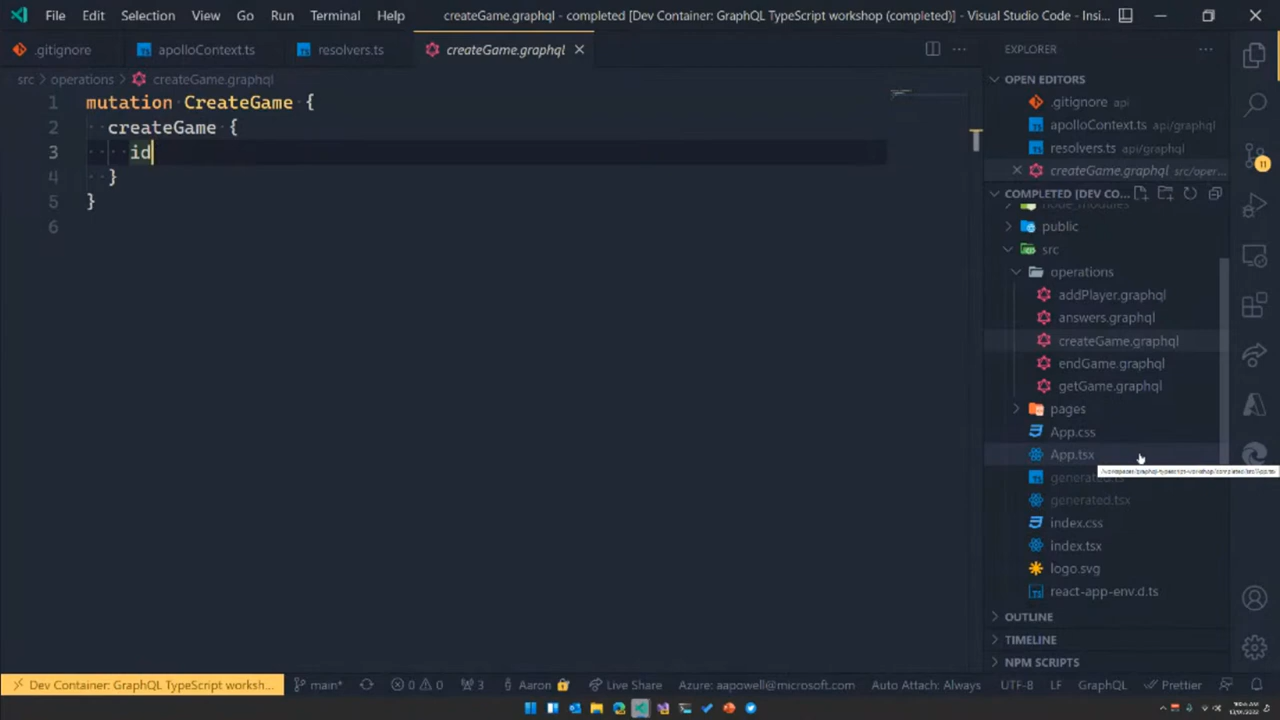 File Edit Selection View Go Run Terminal Help createGame.graphql - completed [Dev Container: GraphQL TypeScript workshop (completed)] - Visual Studio Code - Insi...
.gitignore apolloContext.ts resolvers.ts createGame.graphql
src > operations > createGame.graphql
1 mutation CreateGame {
2 createGame {
3 id
4 }
5 }
6
EXPLORER
OPEN EDITORS
.gitignore api
apolloContext.ts api/graphql
resolvers.ts api/graphql
createGame.graphql src/oper...
COMPLETED [DEV CO...
node_modules
public
src
operations
addPlayer.graphql
answers.graphql
createGame.graphql
endGame.graphql
getGame.graphql
pages
App.css
App.tsx
generated.ts
generated.tsx
index.css
index.tsx
logo.svg
react-app-env.d.ts
OUTLINE
TIMELINE
NPM SCRIPTS
11
Dev Container: GraphQL TypeScript worksh... main* 0 0 3 Aaron Live Share Azure: aapowell@microsoft.com Auto Attach: Always UTF-8 LF GraphQL Prettier